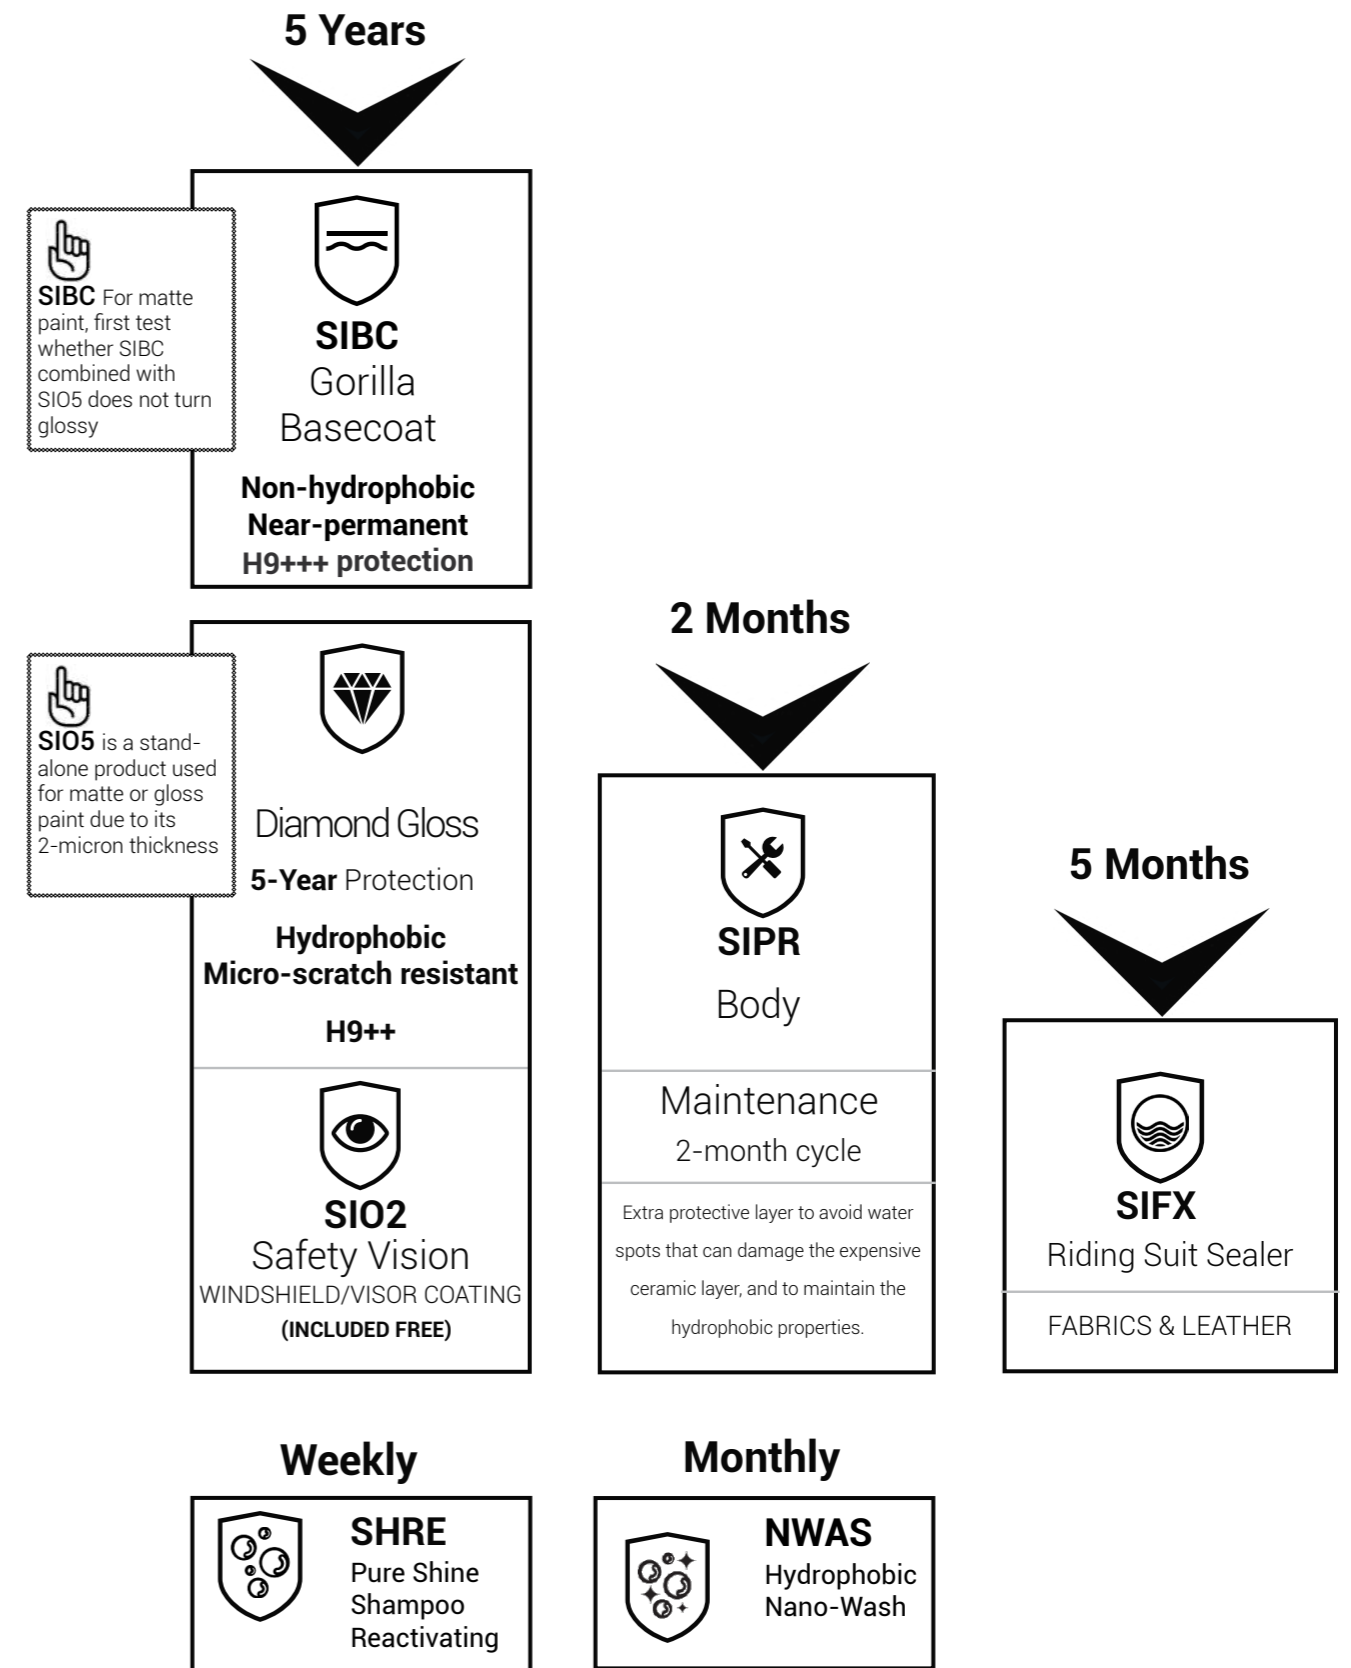 5 Years
SIBC For matte
paint, first test
whether SIBC
combined with
SIO5 does not turn
glossy
SIBC
Gorilla
Basecoat
Non-hydrophobic
Near-permanent
H9+++ protection
SIO5 is a stand-
alone product used
for matte or gloss
paint due to its
2-micron thickness
Diamond Gloss
5-Year Protection
Hydrophobic
Micro-scratch resistant
H9++
SIO2
Safety Vision
WINDSHIELD/VISOR COATING
(INCLUDED FREE)
2 Months
SIPR
Body
Maintenance
2-month cycle
Extra protective layer to avoid water
spots that can damage the expensive
ceramic layer, and to maintain the
hydrophobic properties.
5 Months
SIFX
Riding Suit Sealer
FABRICS & LEATHER
Weekly
SHRE
Pure Shine
Shampoo
Reactivating
Monthly
NWAS
Hydrophobic
Nano-Wash